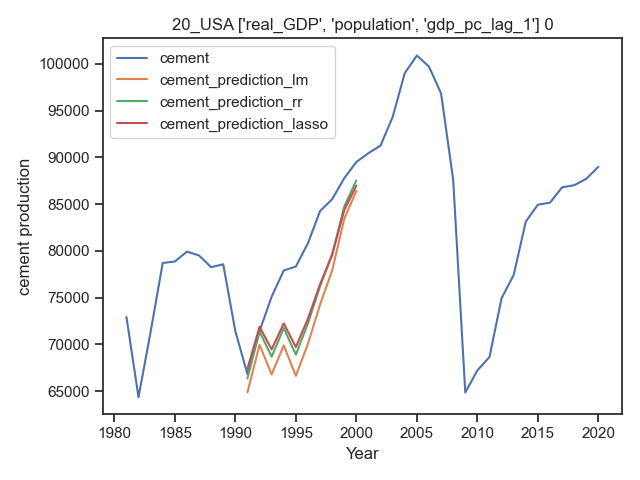 20_USA ['real_GDP', 'population', 'gdp_pc_lag_1'] 0
cement
cement_prediction_lm
cement_prediction_rr
cement_prediction_lasso
cement production
100000
95000
90000
85000
80000
75000
70000
65000
1980 1985 1990 1995 2000 2005 2010 2015 2020
Year